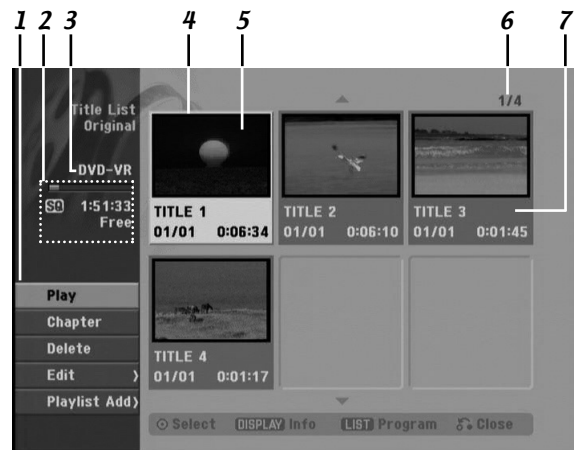 1 2 3 4 5 6 7
Title List
Original
DVD-VR
SQ 1:51:33
Free
Play
Chapter
Delete
Edit
Playlist Add
1/4
TITLE 1
01/01 0:06:34
TITLE 2
01/01 0:06:10
TITLE 3
01/01 0:01:45
TITLE 4
01/01 0:01:17
Select DISPLAY Info LIST Program Close